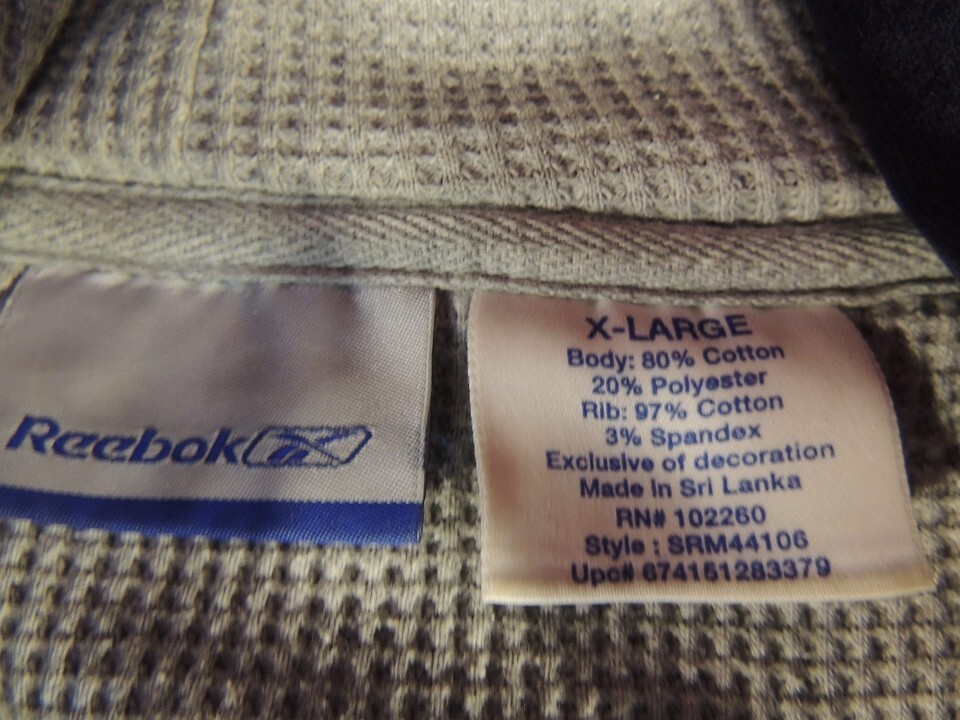 Reebok
X-LARGE
Body: 80% Cotton
20% Polyester
Rib: 97% Cotton
3% Spandex
Exclusive of decoration
Made in Sri Lanka
RN# 102260
Style : SRM44106
Upc# 674151283379